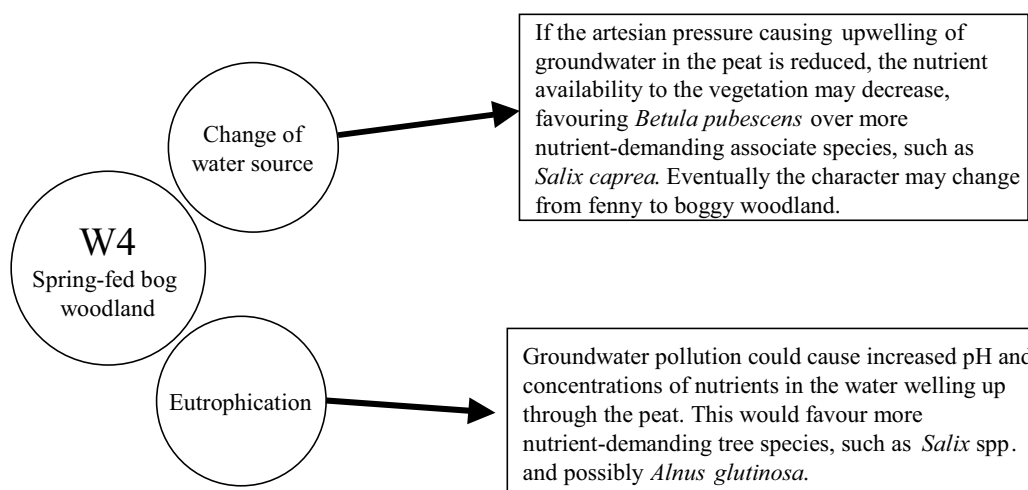 Change of
water source
If the artesian pressure causing upwelling of
groundwater in the peat is reduced, the nutrient
availability to the vegetation may decrease,
favouring Betula pubescens over more
nutrient-demanding associate species, such as
Salix caprea. Eventually the character may change
from fenny to boggy woodland.
W4
Spring-fed bog
woodland
Eutrophication
Groundwater pollution could cause increased pH and
concentrations of nutrients in the water welling up
through the peat. This would favour more
nutrient-demanding tree species, such as Salix spp.
and possibly Alnus glutinosa.